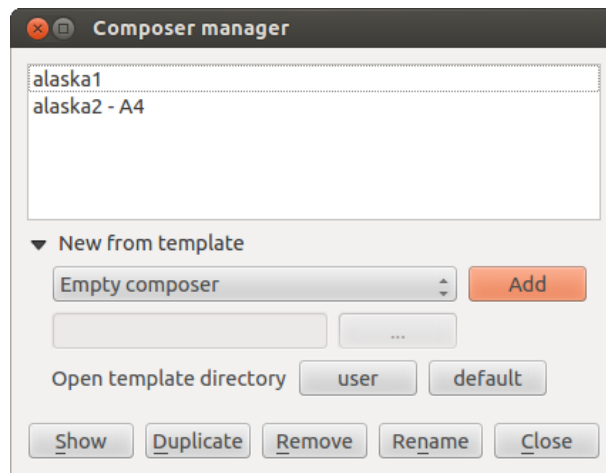 Composer manager
alaska1
alaska2 - A4
New from template
Empty composer
Add
...
Open template directory
user
default
Show
Duplicate
Remove
Rename
Close